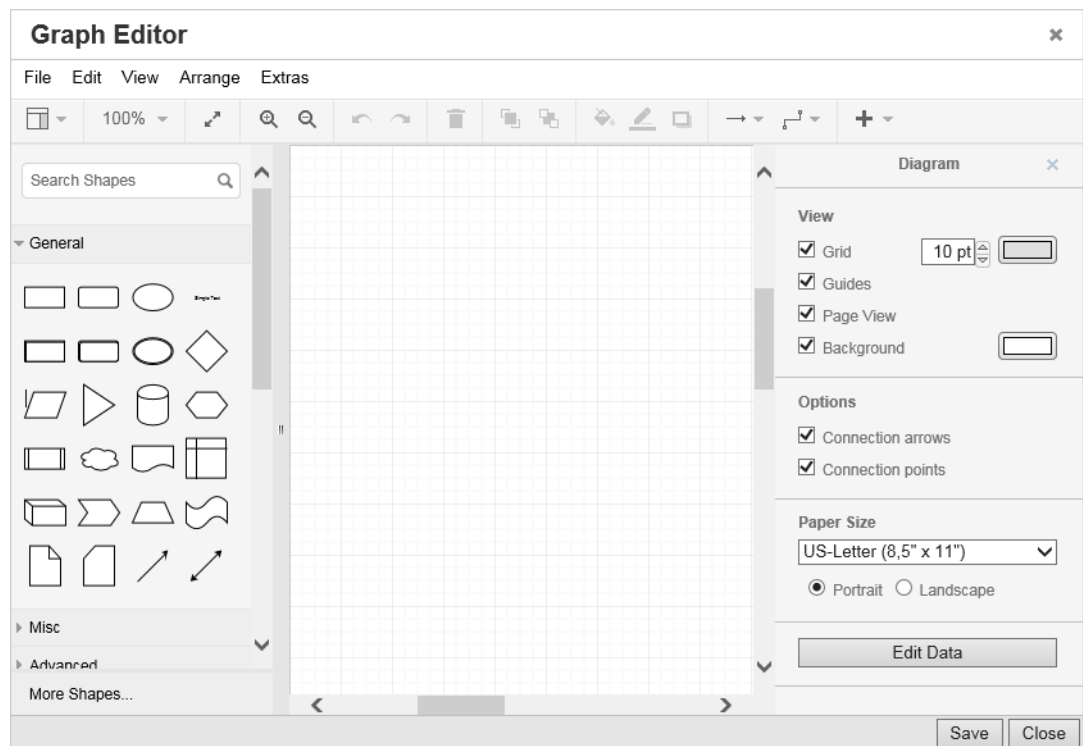 Graph Editor
File Edit View Arrange Extras
100%
Search Shapes
General
Simple Text
Misc
Advanced
More Shapes...
Diagram
View
Grid 10 pt
Guides
Page View
Background
Options
Connection arrows
Connection points
Paper Size
US-Letter (8,5" x 11")
Portrait Landscape
Edit Data
Save Close